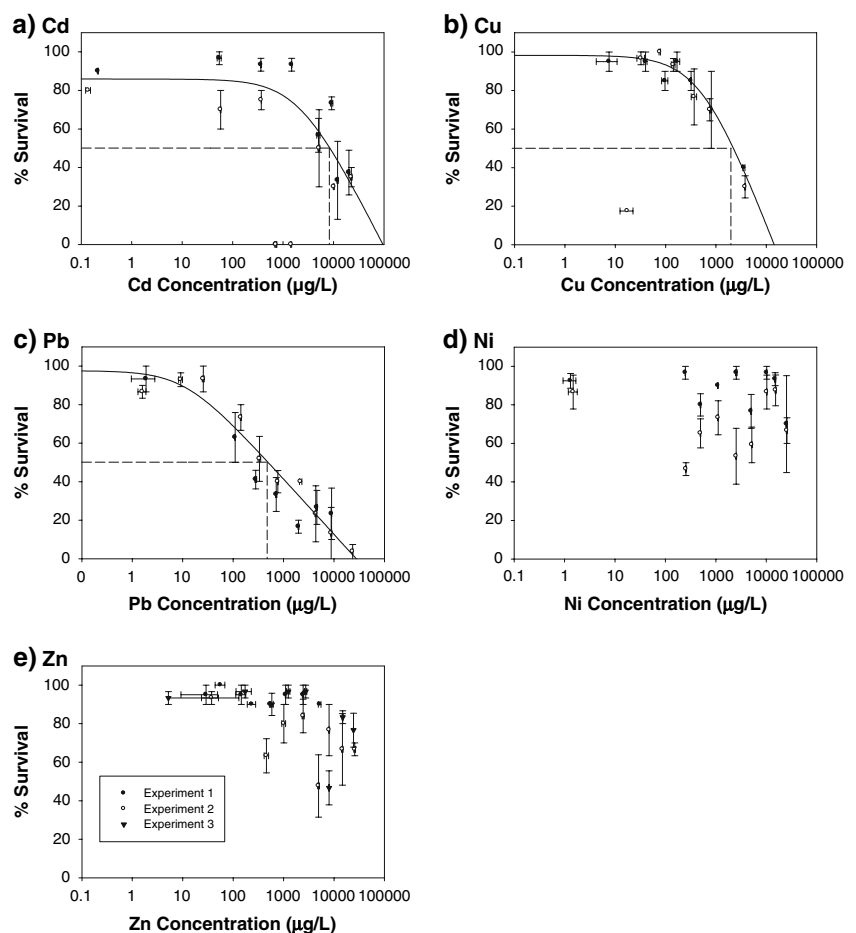 a) Cd
100
80
60
40
20
0
% Survival
0.1 1 10 100 1000 10000 100000
Cd Concentration (µg/L)
b) Cu
100
80
60
40
20
0
% Survival
0.1 1 10 100 1000 10000 100000
Cu Concentration (µg/L)
c) Pb
100
80
60
40
20
0
% Survival
0 1 10 100 1000 10000 100000
Pb Concentration (µg/L)
d) Ni
100
80
60
40
20
0
% Survival
0.1 1 10 100 1000 10000 100000
Ni Concentration (µg/L)
e) Zn
100
80
60
40
20
0
% Survival
Experiment 1
Experiment 2
Experiment 3
0.1 1 10 100 1000 10000 100000
Zn Concentration (µg/L)